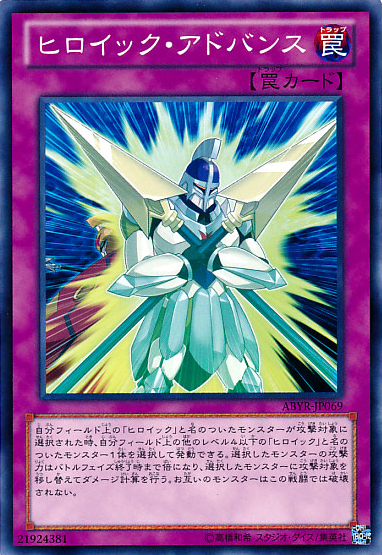 ヒロイック・アドバンス
トラップ
罠
トラップ
【罠カード】
ABYR-JP069
自分フィールド上の「ヒロイック」と名のついたモンスターが攻撃対象に
選択された時、自分フィールド上の他のレベル4以下の「ヒロイック」と名の
ついたモンスター1体を選択して発動できる。選択したモンスターの攻撃
力はバトルフェイズ終了時まで倍になり、選択したモンスターに攻撃対象を
移し替えてダメージ計算を行う。お互いのモンスターはこの戦闘では破壊
されない。
21924381
©高橋和希 スタジオ・ダイス/集英社